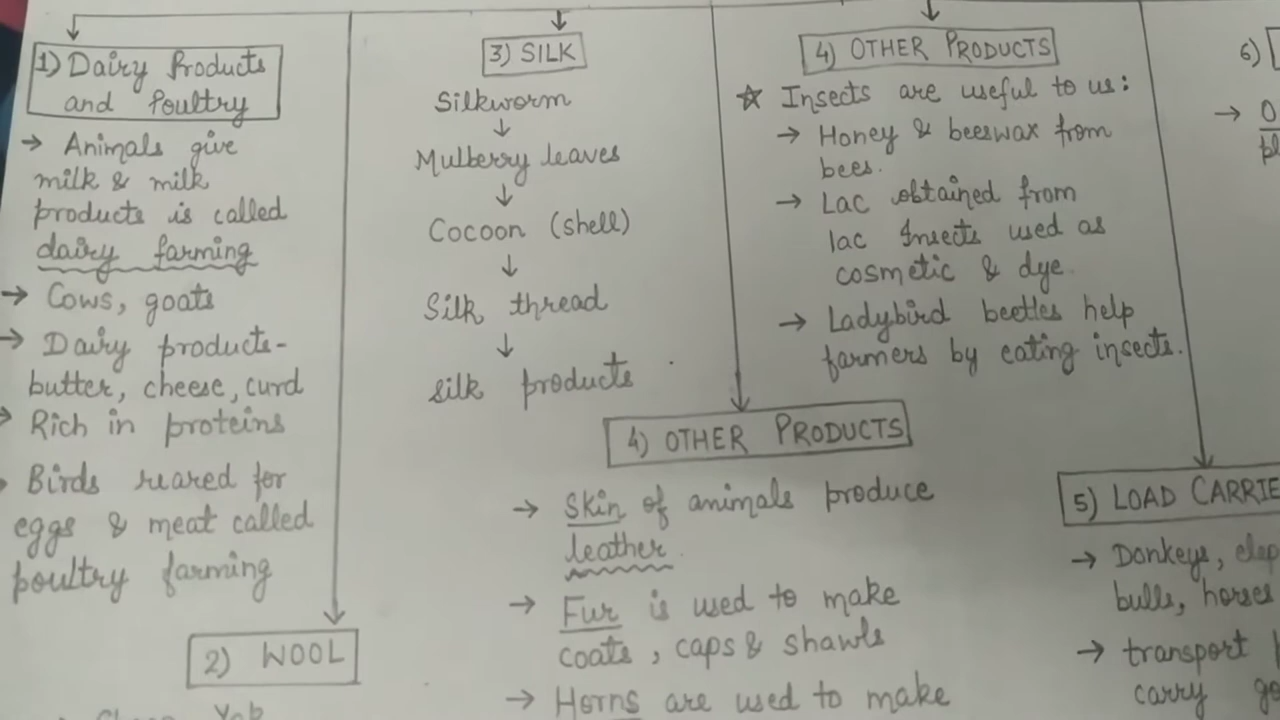 1) Dairy Products
and Poultry
→ Animals give
milk & milk
products is called
dairy farming
→ Cows, goats
→ Dairy products-
butter, cheese, curd
→ Rich in proteins
Birds reared for
eggs & meat called
poultry farming
2) WOOL
Yak
3) SILK
Silkworm
↓
Mulberry leaves
↓
Cocoon (shell)
↓
Silk thread
↓
silk products
4) OTHER PRODUCTS
☆ Insects are useful to us:
→ Honey & beeswax from
bees.
→ Lac obtained from
lac Insects used as
cosmetic & dye.
→ Ladybird beetles help
farmers by eating insects.
4) OTHER PRODUCTS
→ Skin of animals produce
leather.
→ Fur is used to make
coats, caps & shawls
→ Horns are used to make
5) LOAD CARRIE
→ Donkeys, elep
bulls, horses
→ transport
carry
6)
→